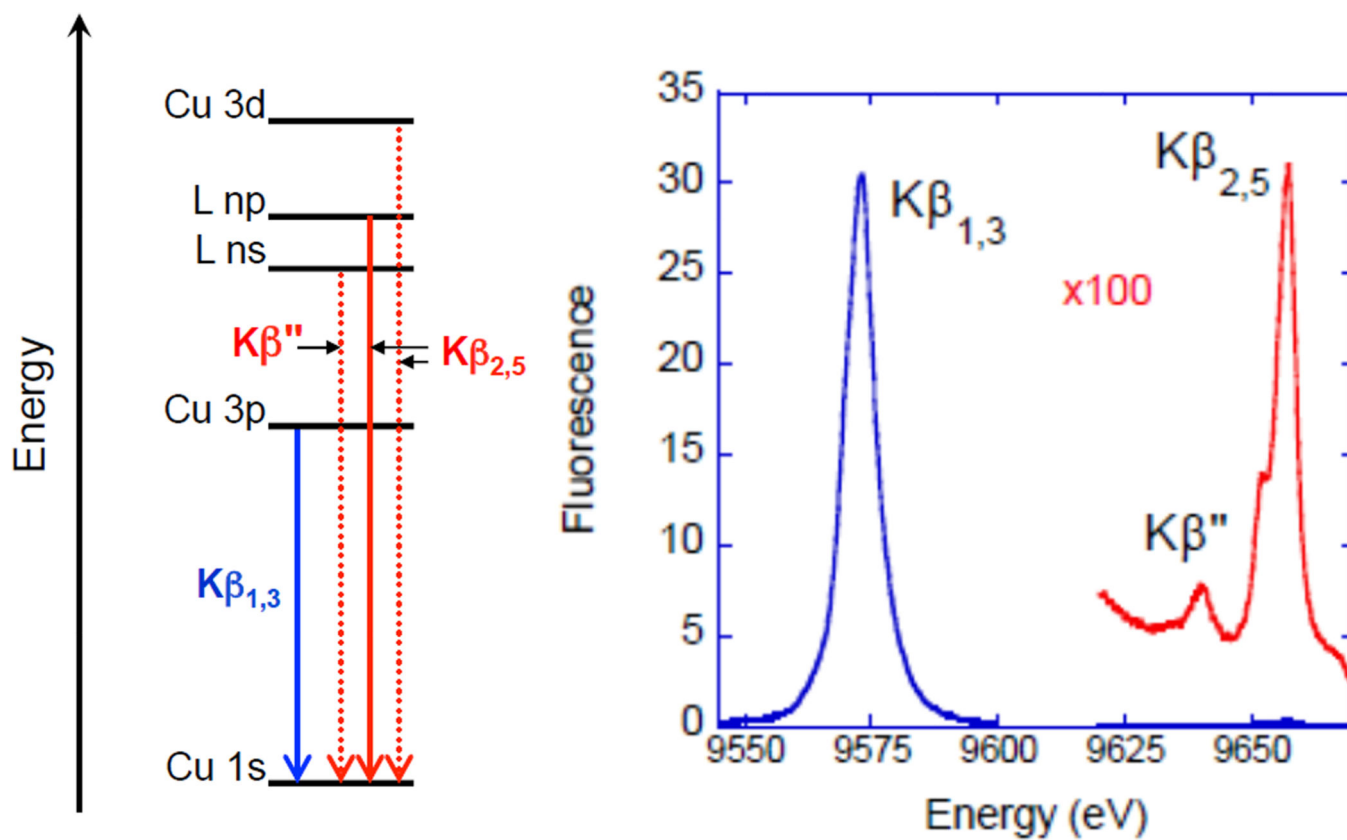 Energy
Cu 3d
L np
L ns
Kβ"
Kβ2,5
Cu 3p
Kβ1,3
Cu 1s
Fluorescence
35
30
25
20
15
10
5
0
Kβ1,3
Kβ2,5
x100
Kβ"
9550 9575 9600 9625 9650
Energy (eV)